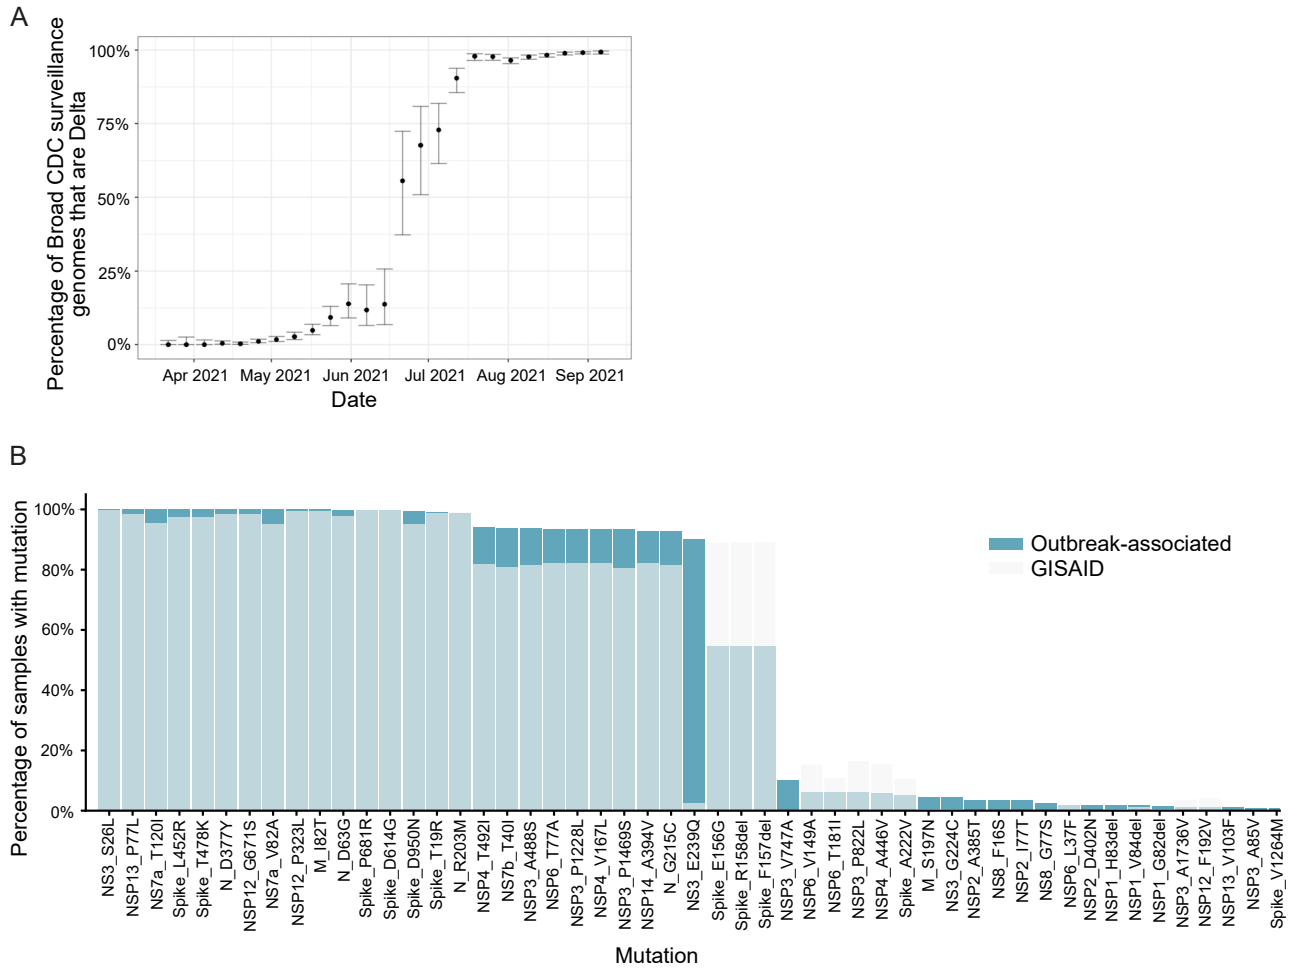 A
Percentage of Broad CDC surveillance
genomes that are Delta
100%
75%
50%
25%
0%
Apr 2021
May 2021
Jun 2021
Jul 2021
Aug 2021
Sep 2021
Date
B
Percentage of samples with mutation
100%
80%
60%
40%
20%
0%
Outbreak-associated
GISAID
NS3_S26L
NSP13_P77L
NS7a_T120I
Spike_L452R
Spike_T478K
N_D377Y
NSP12_G671S
NS7a_V82A
NSP12_P323L
M_I82T
N_D63G
Spike_P681R
Spike_D614G
Spike_D950N
Spike_T19R
N_R203M
NSP4_T492I
NS7b_T40I
NSP3_A488S
NSP6_T77A
NSP3_P1228L
NSP4_V167L
NSP3_P1469S
NSP14_A394V
N_G215C
NS3_E239Q
Spike_E156G
Spike_R158del
Spike_F157del
NSP3_V747A
NSP6_V149A
NSP6_T181I
NSP3_P822L
NSP4_A446V
Spike_A222V
M_S197N
NS3_G224C
NSP2_A385T
NS8_F16S
NSP2_I77T
NS8_G77S
NSP6_L37F
NSP2_D402N
NSP1_H83del
NSP1_V84del
NSP1_G82del
NSP3_A1736V
NSP12_F192V
NSP13_V103F
NSP3_A85V
Spike_V1264M
Mutation